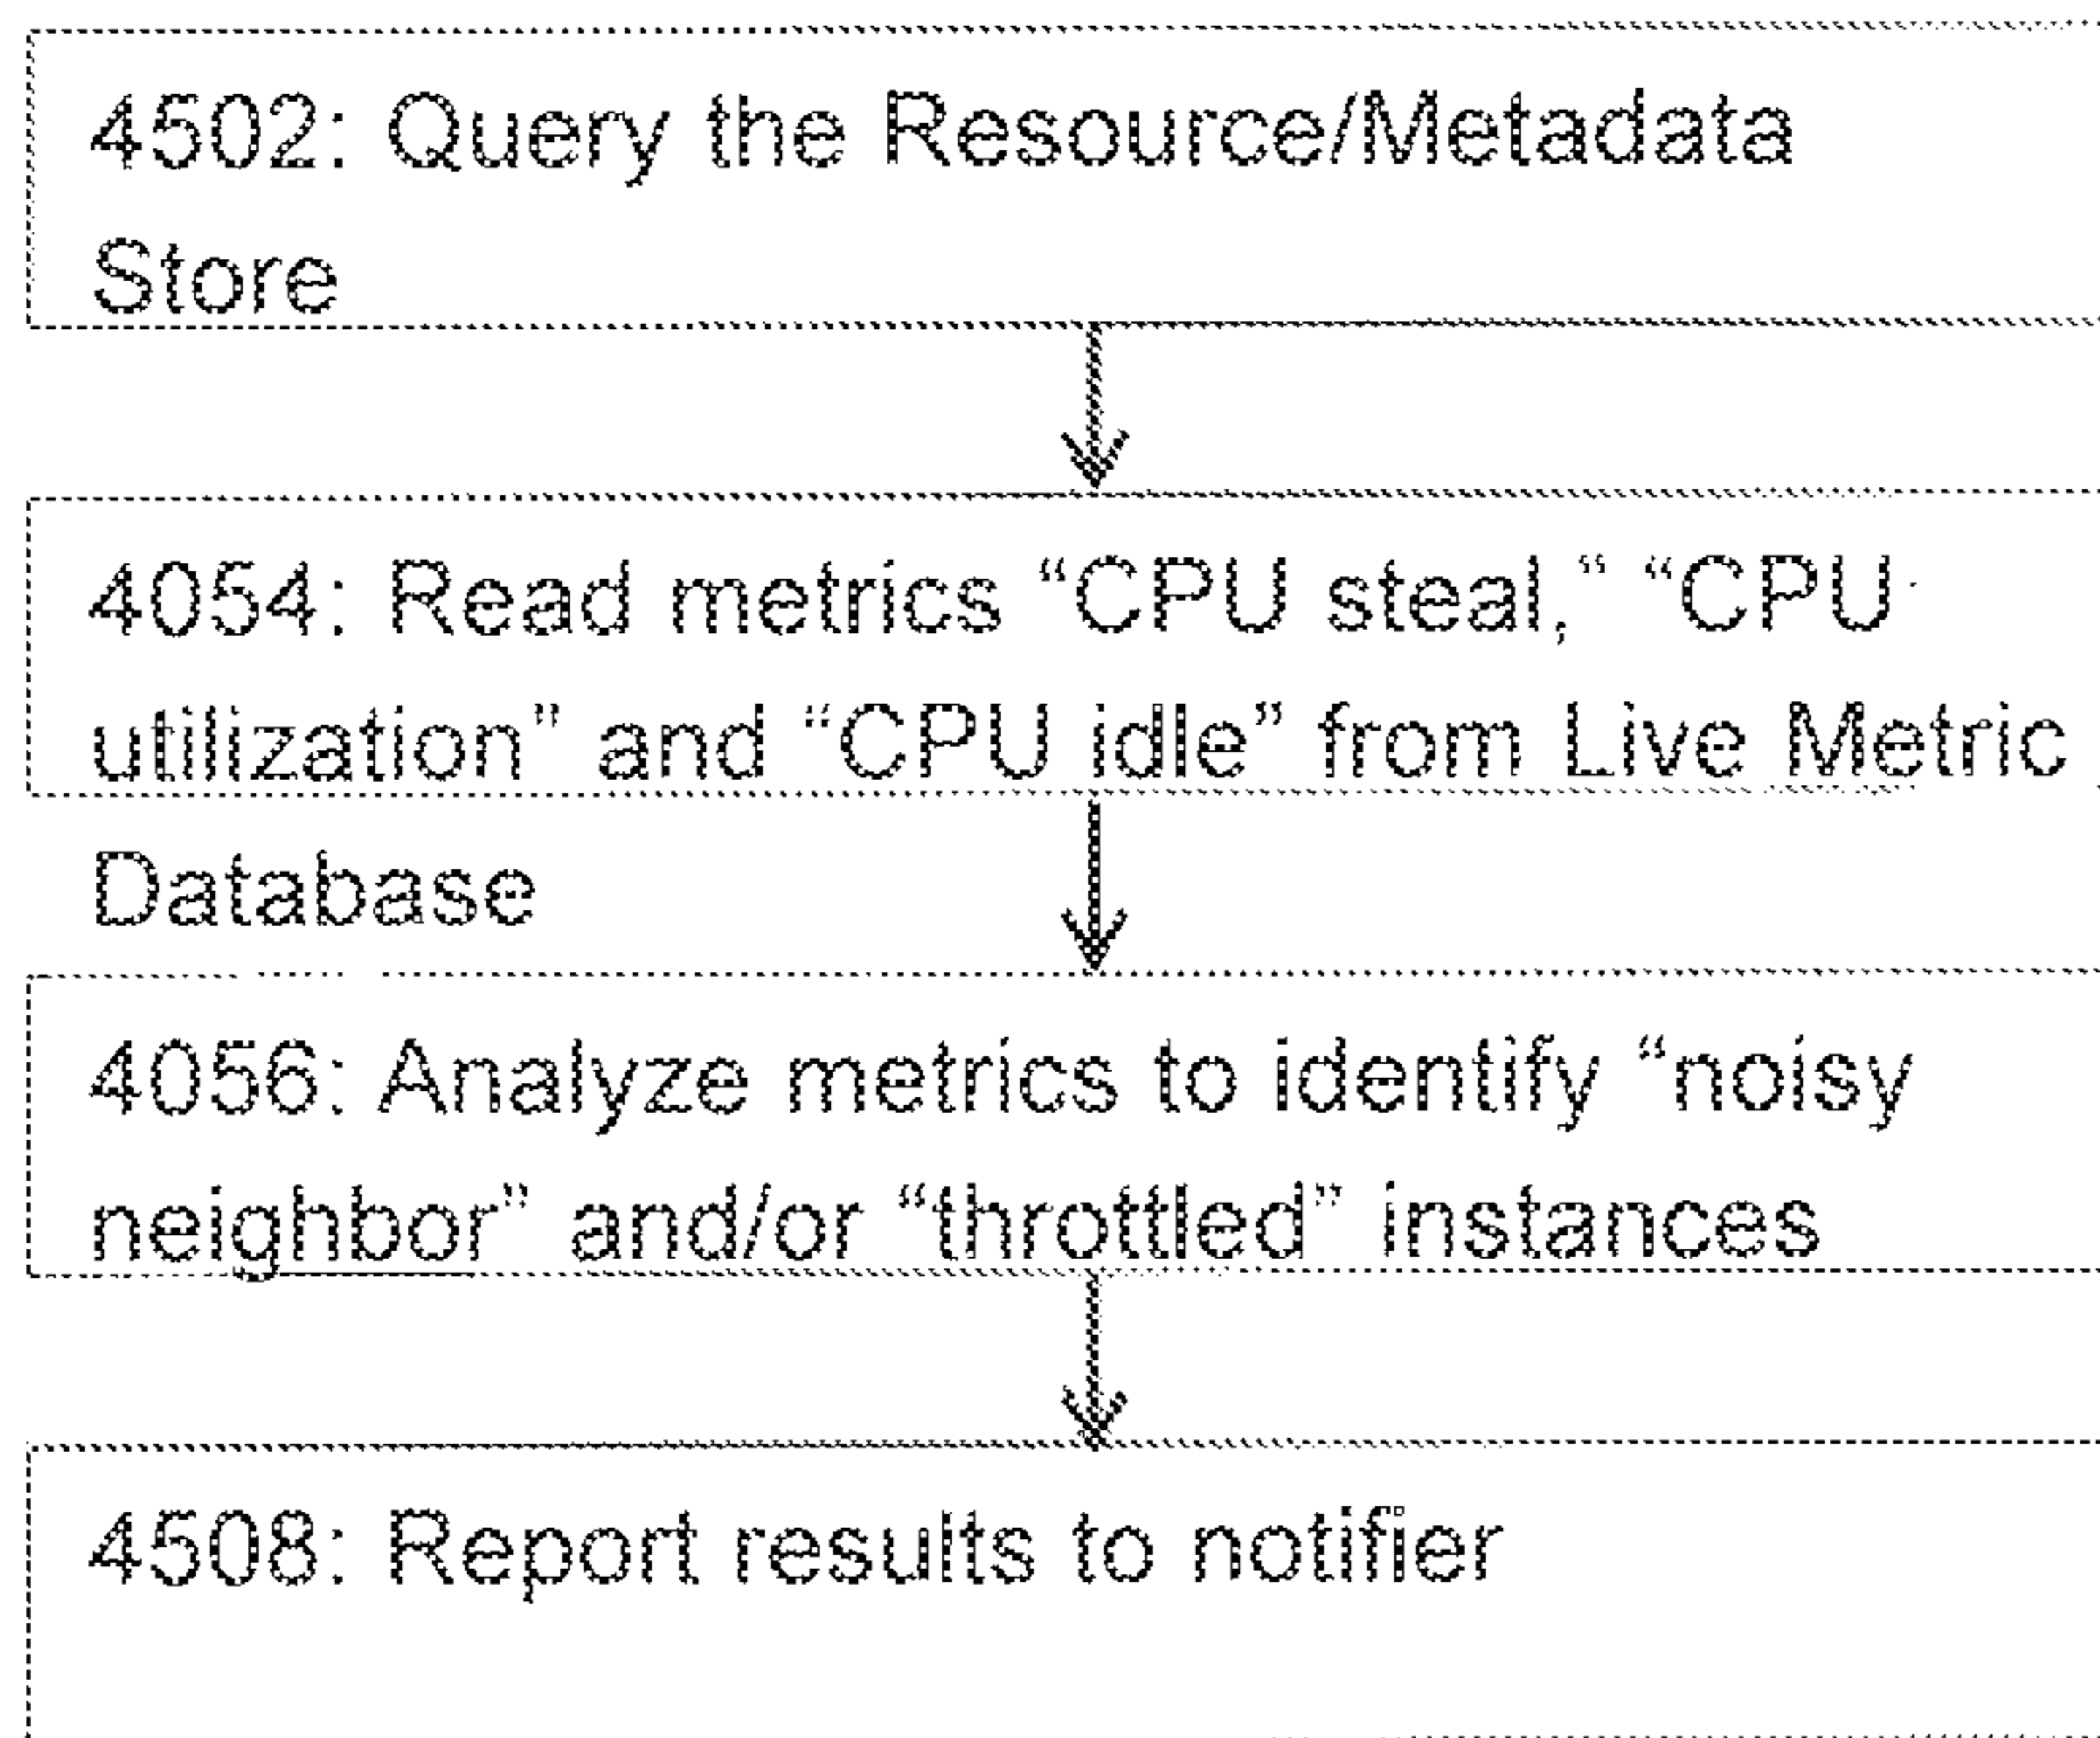 4502: Query the Resource/Metadata
Store
4054: Read metrics “CPU steal,“ “CPU
utilization” and “CPU idle” from Live Metric
Database
4056: Analyze metrics to identify “noisy
neighbor” and/or “throttled” instances
4508: Report results to notifier